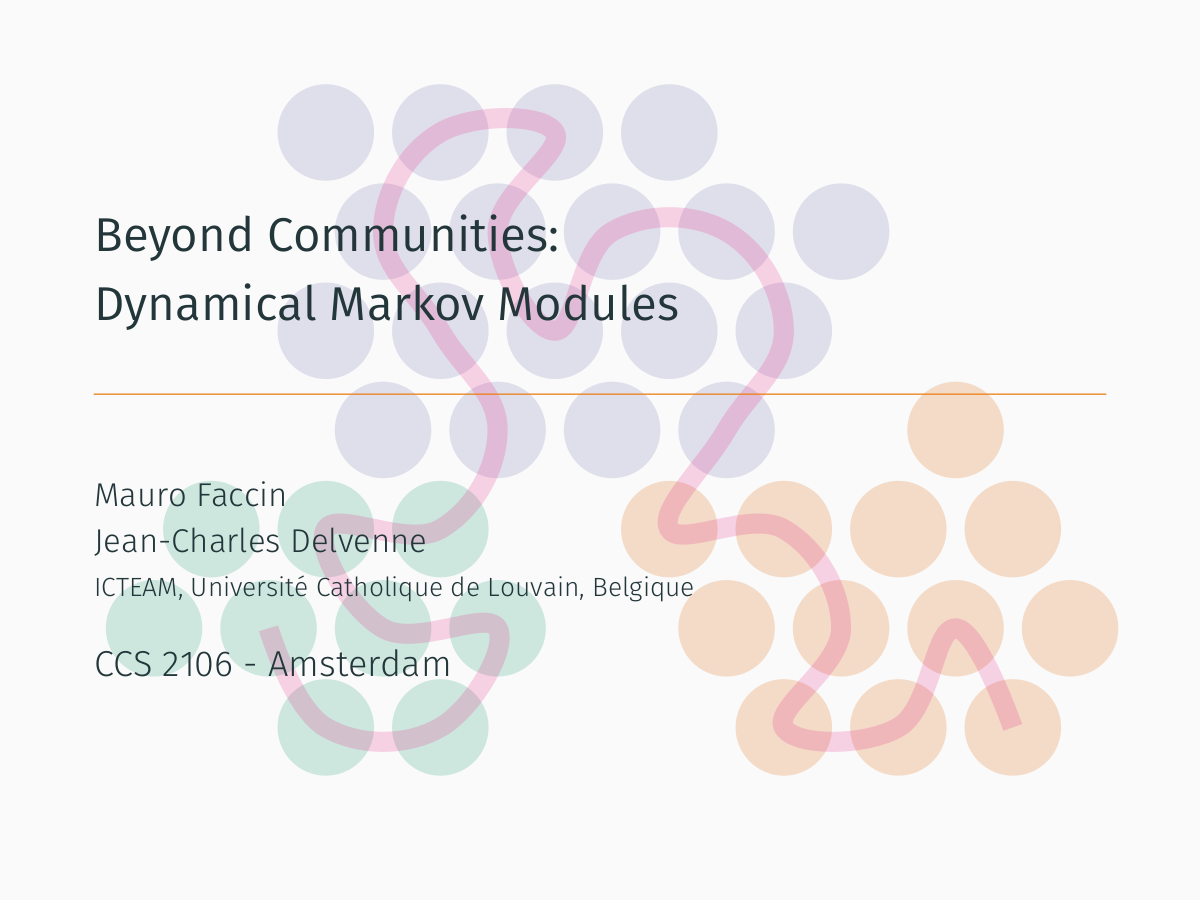 Beyond Communities:
Dynamical Markov Modules
Mauro Faccin
Jean-Charles Delvenne
ICTEAM, Université Catholique de Louvain, Belgique
CCS 2106 - Amsterdam